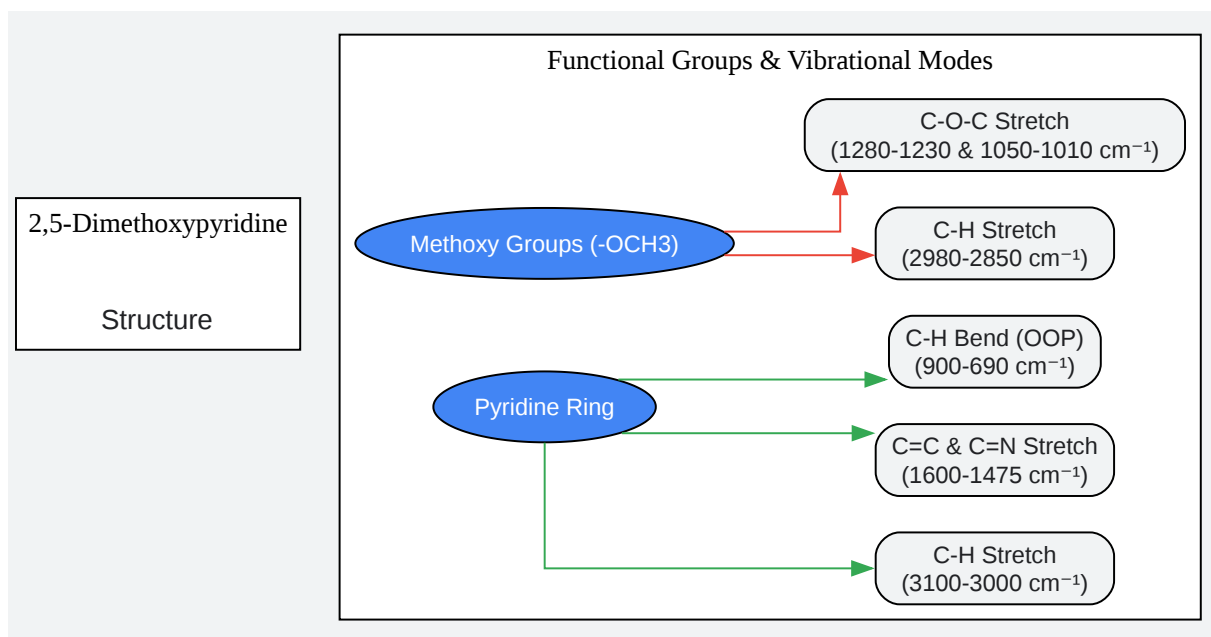 Functional Groups & Vibrational Modes
2,5-Dimethoxypyridine
Structure
Methoxy Groups (-OCH3)
C-O-C Stretch
(1280-1230 & 1050-1010 cm⁻¹)
C-H Stretch
(2980-2850 cm⁻¹)
Pyridine Ring
C-H Bend (OOP)
(900-690 cm⁻¹)
C=C & C=N Stretch
(1600-1475 cm⁻¹)
C-H Stretch
(3100-3000 cm⁻¹)